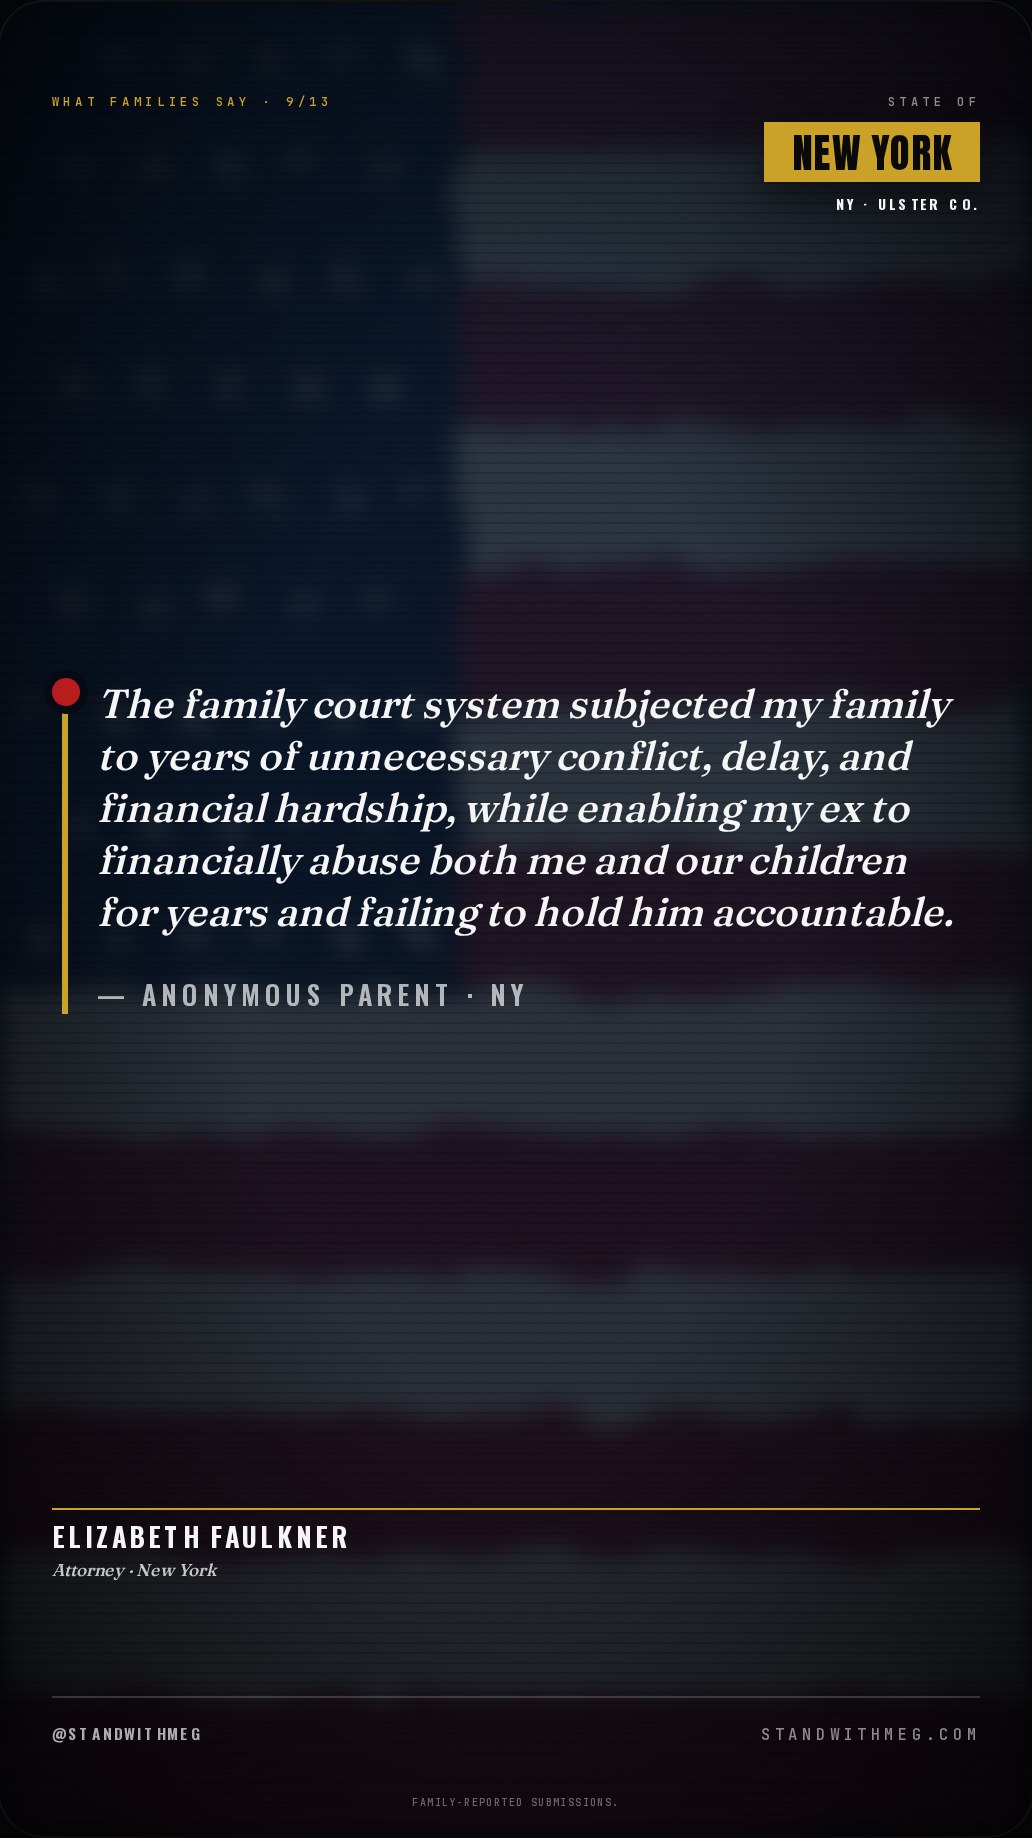 WHAT FAMILIES SAY · 9/13
STATE OF
NEW YORK
NY · ULSTER CO.
The family court system subjected my family
to years of unnecessary conflict, delay, and
financial hardship, while enabling my ex to
financially abuse both me and our children
for years and failing to hold him accountable.
— ANONYMOUS PARENT · NY
ELIZABETH FAULKNER
Attorney · New York
@STANDWITHMEG
STANDWITHMEG.COM
FAMILY-REPORTED SUBMISSIONS.